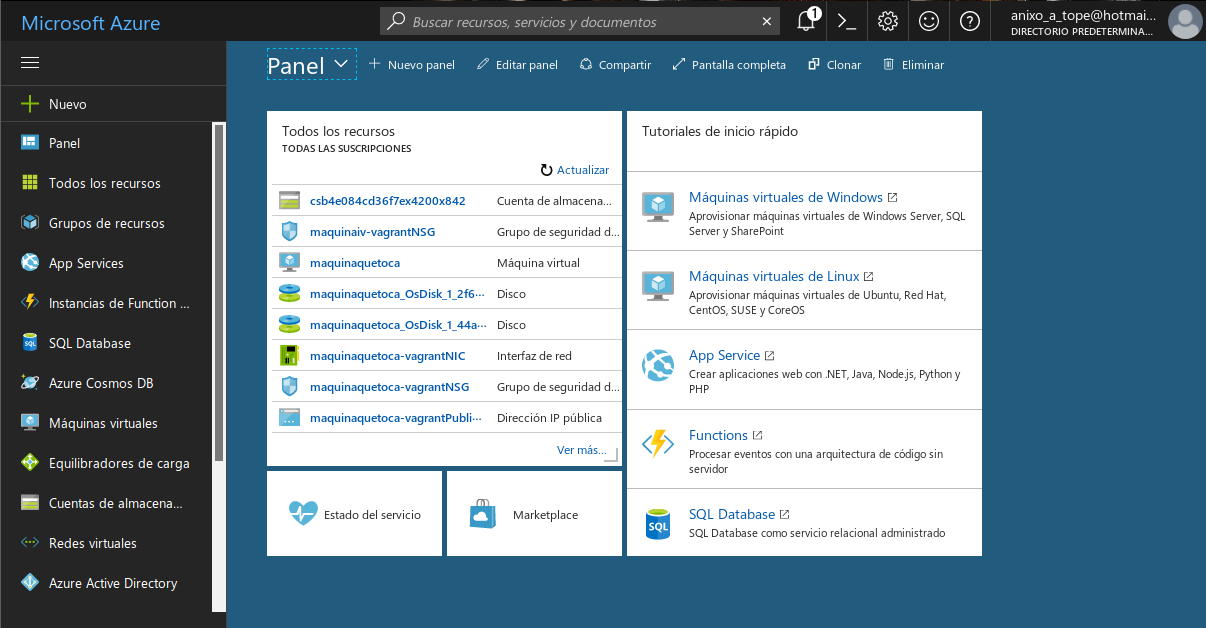 Microsoft Azure
Buscar recursos, servicios y documentos
1
anixo_a_tope@hotmai...
DIRECTORIO PREDETERMINA...
Nuevo
Panel
Todos los recursos
Grupos de recursos
App Services
Instancias de Function ...
SQL Database
Azure Cosmos DB
Máquinas virtuales
Equilibradores de carga
Cuentas de almacena...
Redes virtuales
Azure Active Directory
Panel
Nuevo panel
Editar panel
Compartir
Pantalla completa
Clonar
Eliminar
Todos los recursos
TODAS LAS SUSCRIPCIONES
Actualizar
csb4e084cd36f7ex4200x842 Cuenta de almacena...
maquinaiv-vagrantNSG Grupo de seguridad d...
maquinaquetoca Máquina virtual
maquinaquetoca_OsDisk_1_2f6... Disco
maquinaquetoca_OsDisk_1_44a... Disco
maquinaquetoca-vagrantNIC Interfaz de red
maquinaquetoca-vagrantNSG Grupo de seguridad d...
maquinaquetoca-vagrantPubli... Dirección IP pública
Ver más...
Estado del servicio
Marketplace
Tutoriales de inicio rápido
Máquinas virtuales de Windows
Aprovisionar máquinas virtuales de Windows Server, SQL
Server y SharePoint
Máquinas virtuales de Linux
Aprovisionar máquinas virtuales de Ubuntu, Red Hat,
CentOS, SUSE y CoreOS
App Service
Crear aplicaciones web con .NET, Java, Node.js, Python y
PHP
Functions
Procesar eventos con una arquitectura de código sin
servidor
SQL
SQL Database
SQL Database como servicio relacional administrado